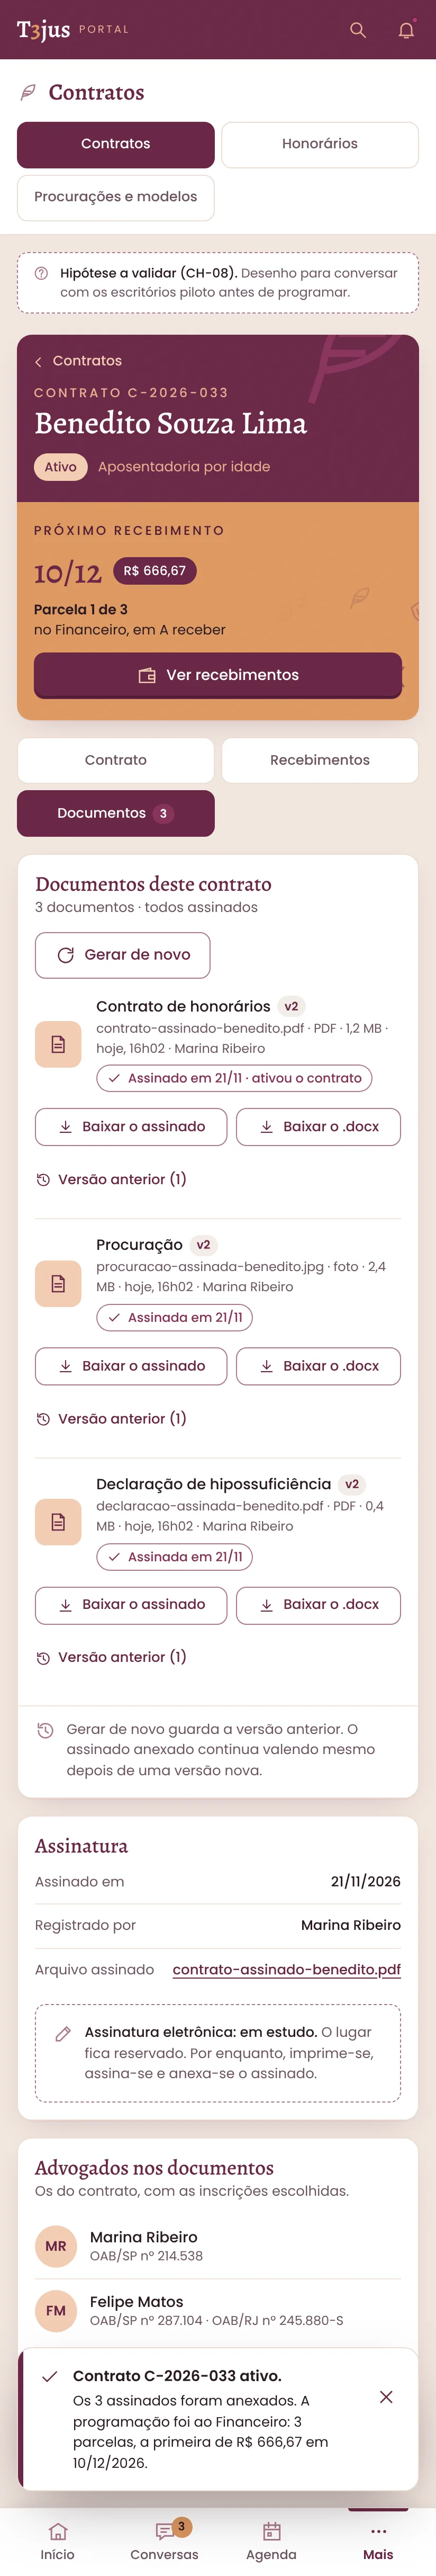 T3jus PORTAL
Contratos
Contratos
Honorários
Procurações e modelos
Hipótese a validar (CH-08). Desenho para conversar
com os escritórios piloto antes de programar.
Contratos
CONTRATO C-2026-033
Benedito Souza Lima
Ativo Aposentadoria por idade
PRÓXIMO RECEBIMENTO
10/12 R$ 666,67
Parcela 1 de 3
no Financeiro, em A receber
Ver recebimentos
Contrato
Recebimentos
Documentos 3
Documentos deste contrato
3 documentos · todos assinados
Gerar de novo
Contrato de honorários v2
contrato-assinado-benedito.pdf · PDF · 1,2 MB ·
hoje, 16h02 · Marina Ribeiro
Assinado em 21/11 · ativou o contrato
Baixar o assinado
Baixar o .docx
Versão anterior (1)
Procuração v2
procuracao-assinada-benedito.jpg · foto · 2,4
MB · hoje, 16h02 · Marina Ribeiro
Assinada em 21/11
Baixar o assinado
Baixar o .docx
Versão anterior (1)
Declaração de hipossuficiência v2
declaracao-assinada-benedito.pdf · PDF · 0,4
MB · hoje, 16h02 · Marina Ribeiro
Assinada em 21/11
Baixar o assinado
Baixar o .docx
Versão anterior (1)
Gerar de novo guarda a versão anterior. O
assinado anexado continua valendo mesmo
depois de uma versão nova.
Assinatura
Assinado em 21/11/2026
Registrado por Marina Ribeiro
Arquivo assinado contrato-assinado-benedito.pdf
Assinatura eletrônica: em estudo. O lugar
fica reservado. Por enquanto, imprime-se,
assina-se e anexa-se o assinado.
Advogados nos documentos
Os do contrato, com as inscrições escolhidas.
MR
Marina Ribeiro
OAB/SP nº 214.538
FM
Felipe Matos
OAB/SP nº 287.104 · OAB/RJ nº 245.880-S
Contrato C-2026-033 ativo.
Os 3 assinados foram anexados. A
programação foi ao Financeiro: 3
parcelas, a primeira de R$ 666,67 em
10/12/2026.
3
Início
Conversas
Agenda
Mais